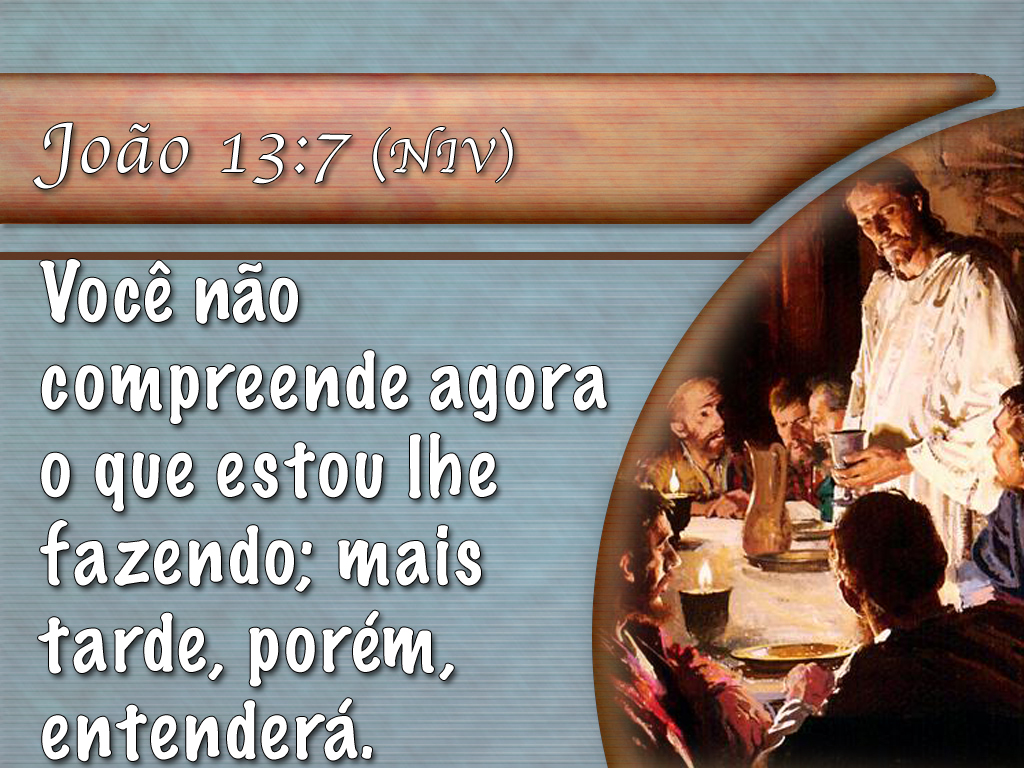 João 13:7 (NIV)
Você não
compreende agora
o que estou lhe
fazendo; mais
tarde, porém,
entenderá.